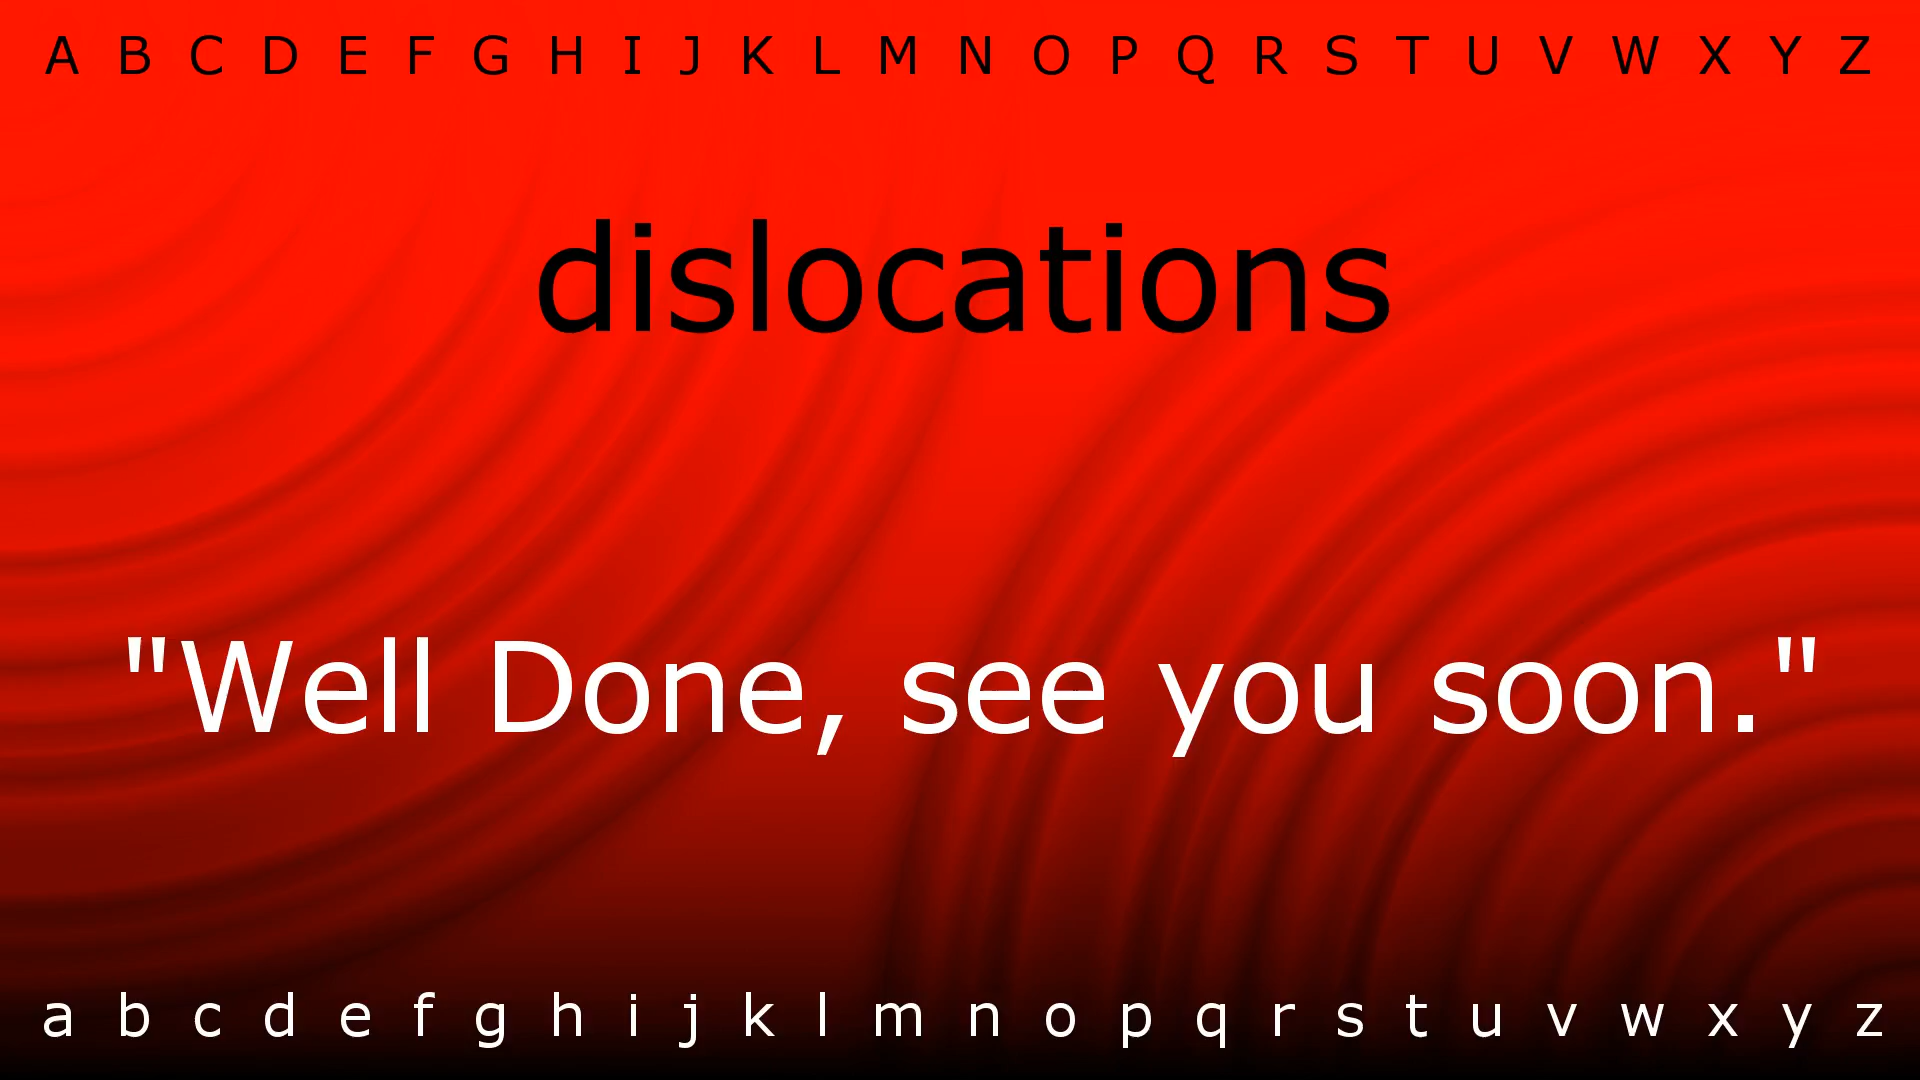 A B C D E F G H I J K L M N O P Q R S T U V W X Y Z
dislocations
"Well Done, see you soon."
a b c d e f g h i j k l m n o p q r s t u v w x y z